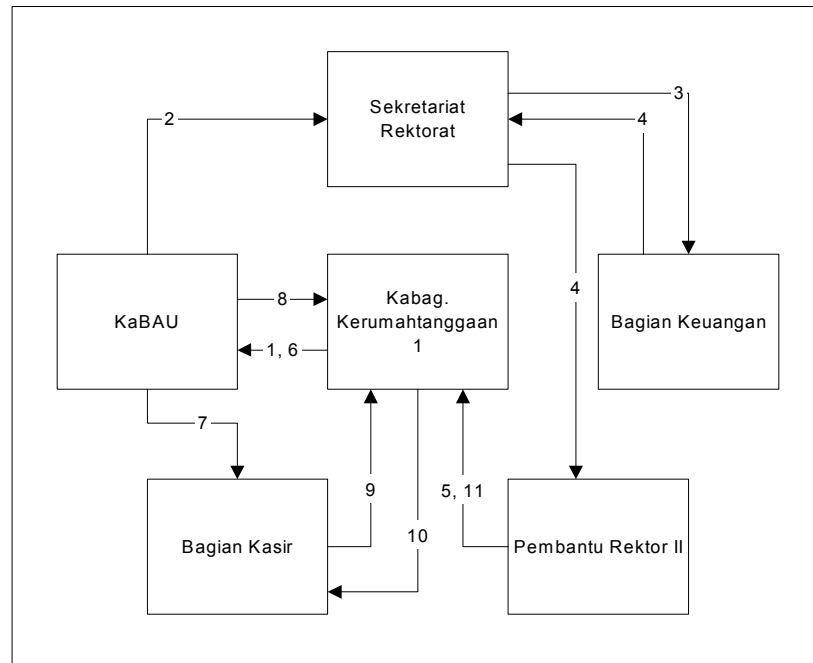 Sekretariat
Rektorat
2
3
4
KaBAU
8
1, 6
Kabag.
Kerumahtanggaan
1
4
Bagian Keuangan
7
Bagian Kasir
9
10
5, 11
Pembantu Rektor II